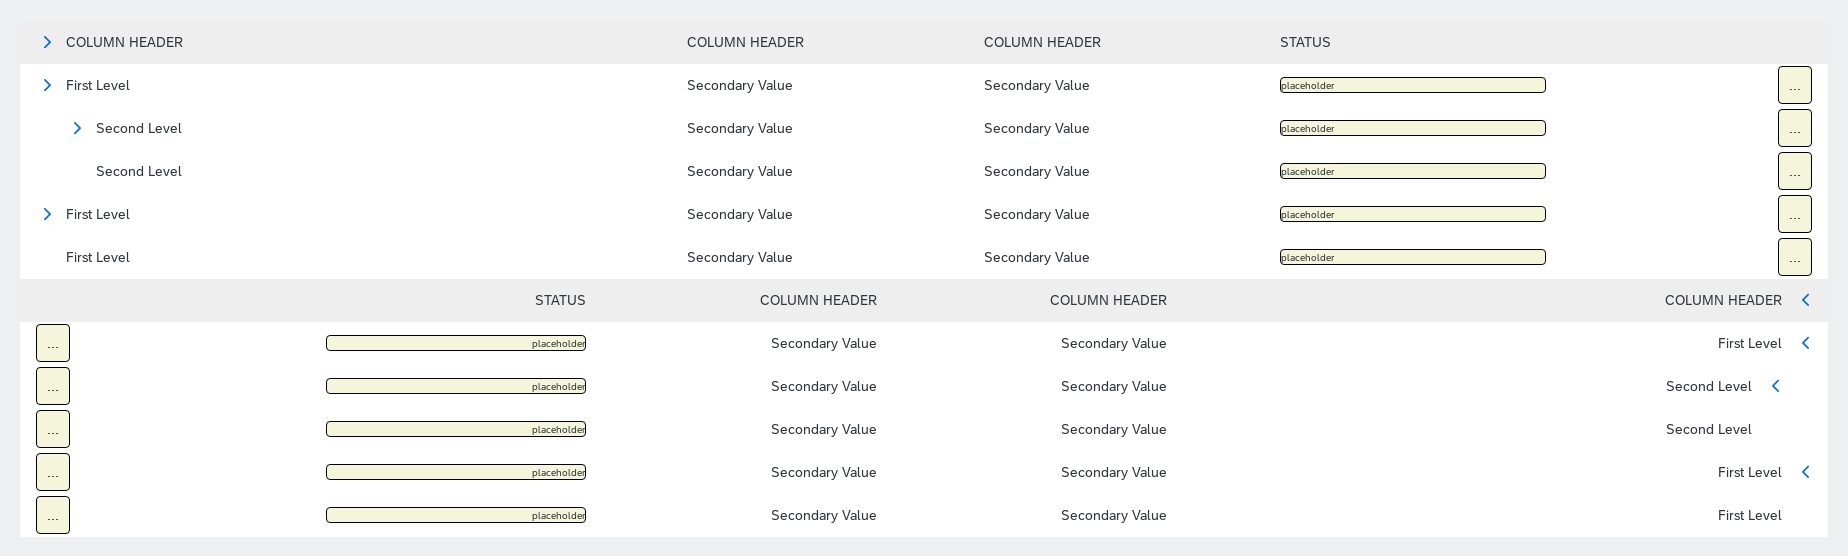 COLUMN HEADER COLUMN HEADER COLUMN HEADER STATUS
First Level Secondary Value Secondary Value placeholder ...
Second Level Secondary Value Secondary Value placeholder ...
Second Level Secondary Value Secondary Value placeholder ...
First Level Secondary Value Secondary Value placeholder ...
First Level Secondary Value Secondary Value placeholder ...
STATUS COLUMN HEADER COLUMN HEADER COLUMN HEADER
... placeholder Secondary Value Secondary Value First Level
... placeholder Secondary Value Secondary Value Second Level
... placeholder Secondary Value Secondary Value Second Level
... placeholder Secondary Value Secondary Value First Level
... placeholder Secondary Value Secondary Value First Level